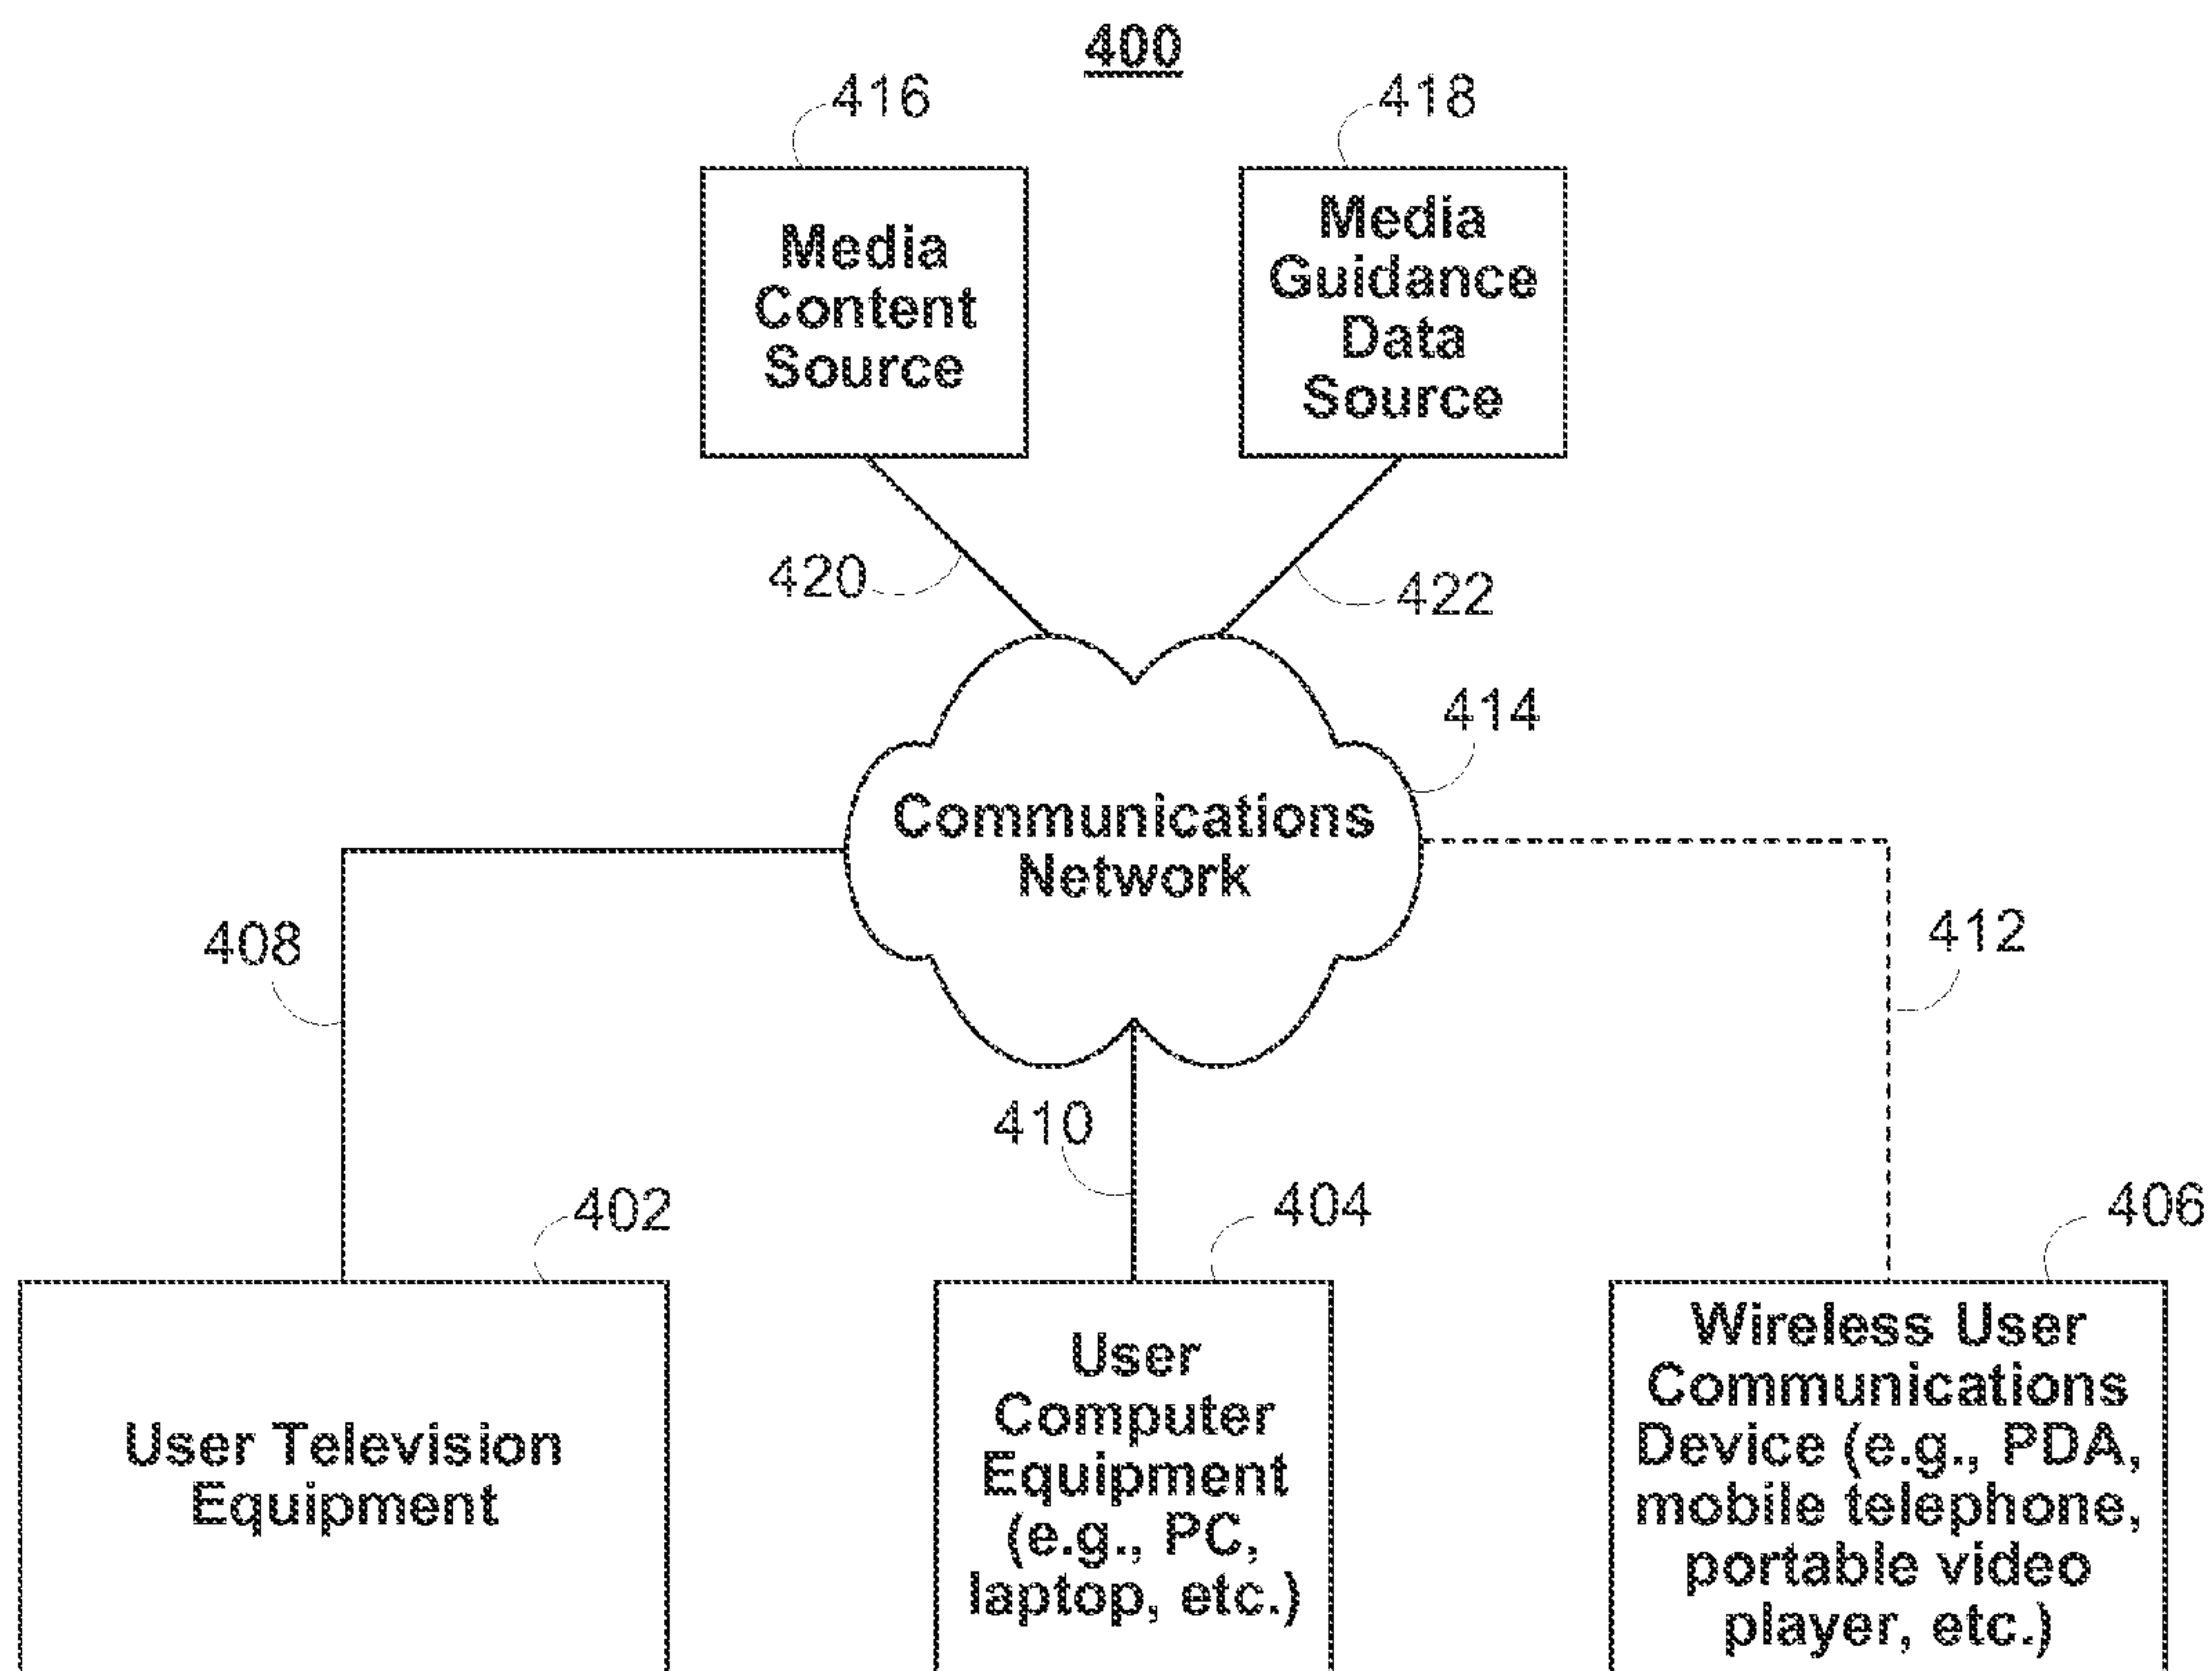 400
416
418
Media
Content
Source
Media
Guidance
Data
Source
420
422
414
Communications
Network
408
412
410
402
404
406
User Television
Equipment
User
Computer
Equipment
(e.g., PC,
laptop, etc.)
Wireless User
Communications
Device (e.g., PDA,
mobile telephone,
portable video
player, etc.)